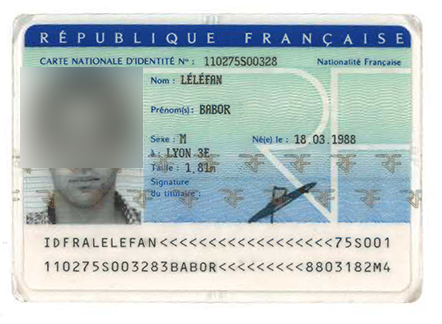 RÉPUBLIQUE FRANÇAISE
CARTE NATIONALE D'IDENTITÉ Nº : 110275S00328 Nationalité Française
Nom : LÉLÉFAN
Prénom(s) : BABOR
Sexe : M Né(e) le : 18.03.1988
à : LYON 3E
Taille : 1,81m
Signature
du titulaire
IDFRALELEFAN<<<<<<<<<<<<<<<<<<75S001
110275S003283BABOR<<<<<<<<<8803182M4